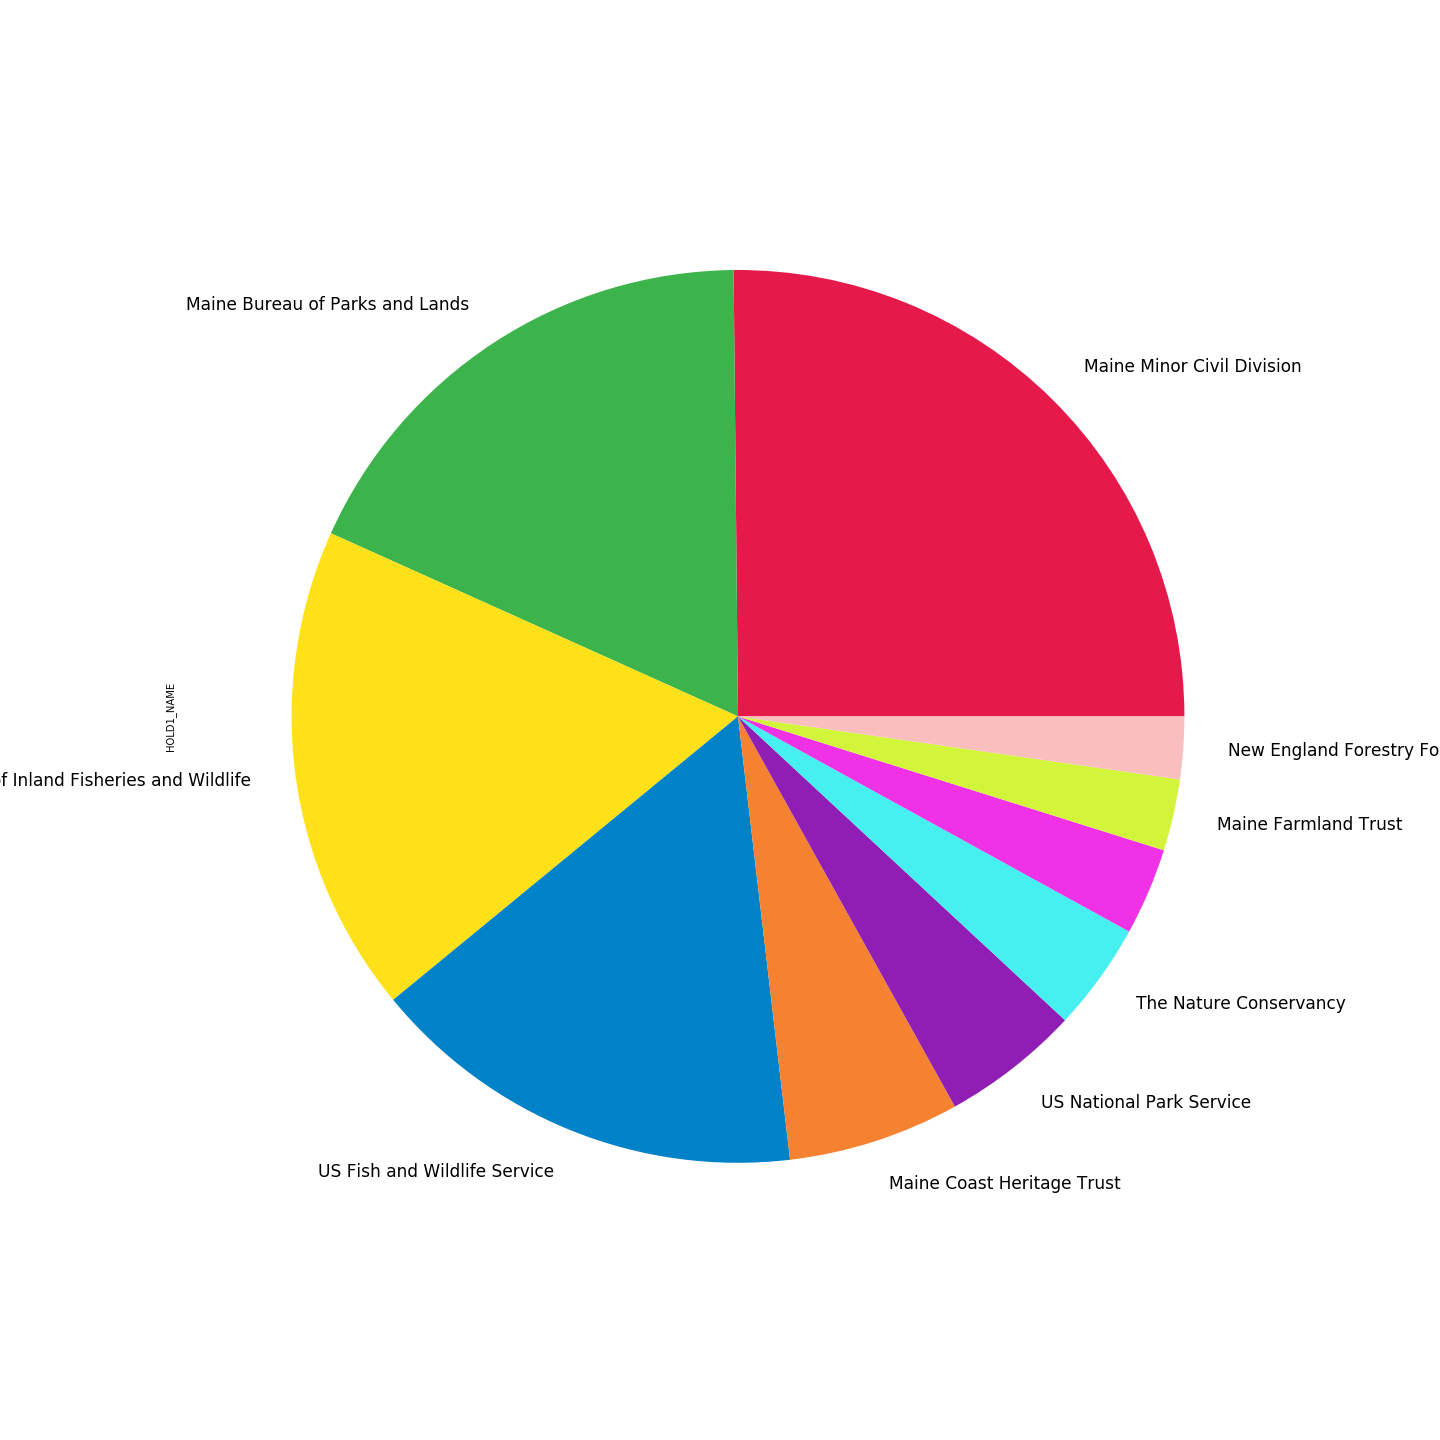 Maine Bureau of Parks and Lands
Maine Minor Civil Division
HOLD1_NAME
New England Forestry Fo
f Inland Fisheries and Wildlife
Maine Farmland Trust
The Nature Conservancy
US National Park Service
US Fish and Wildlife Service
Maine Coast Heritage Trust